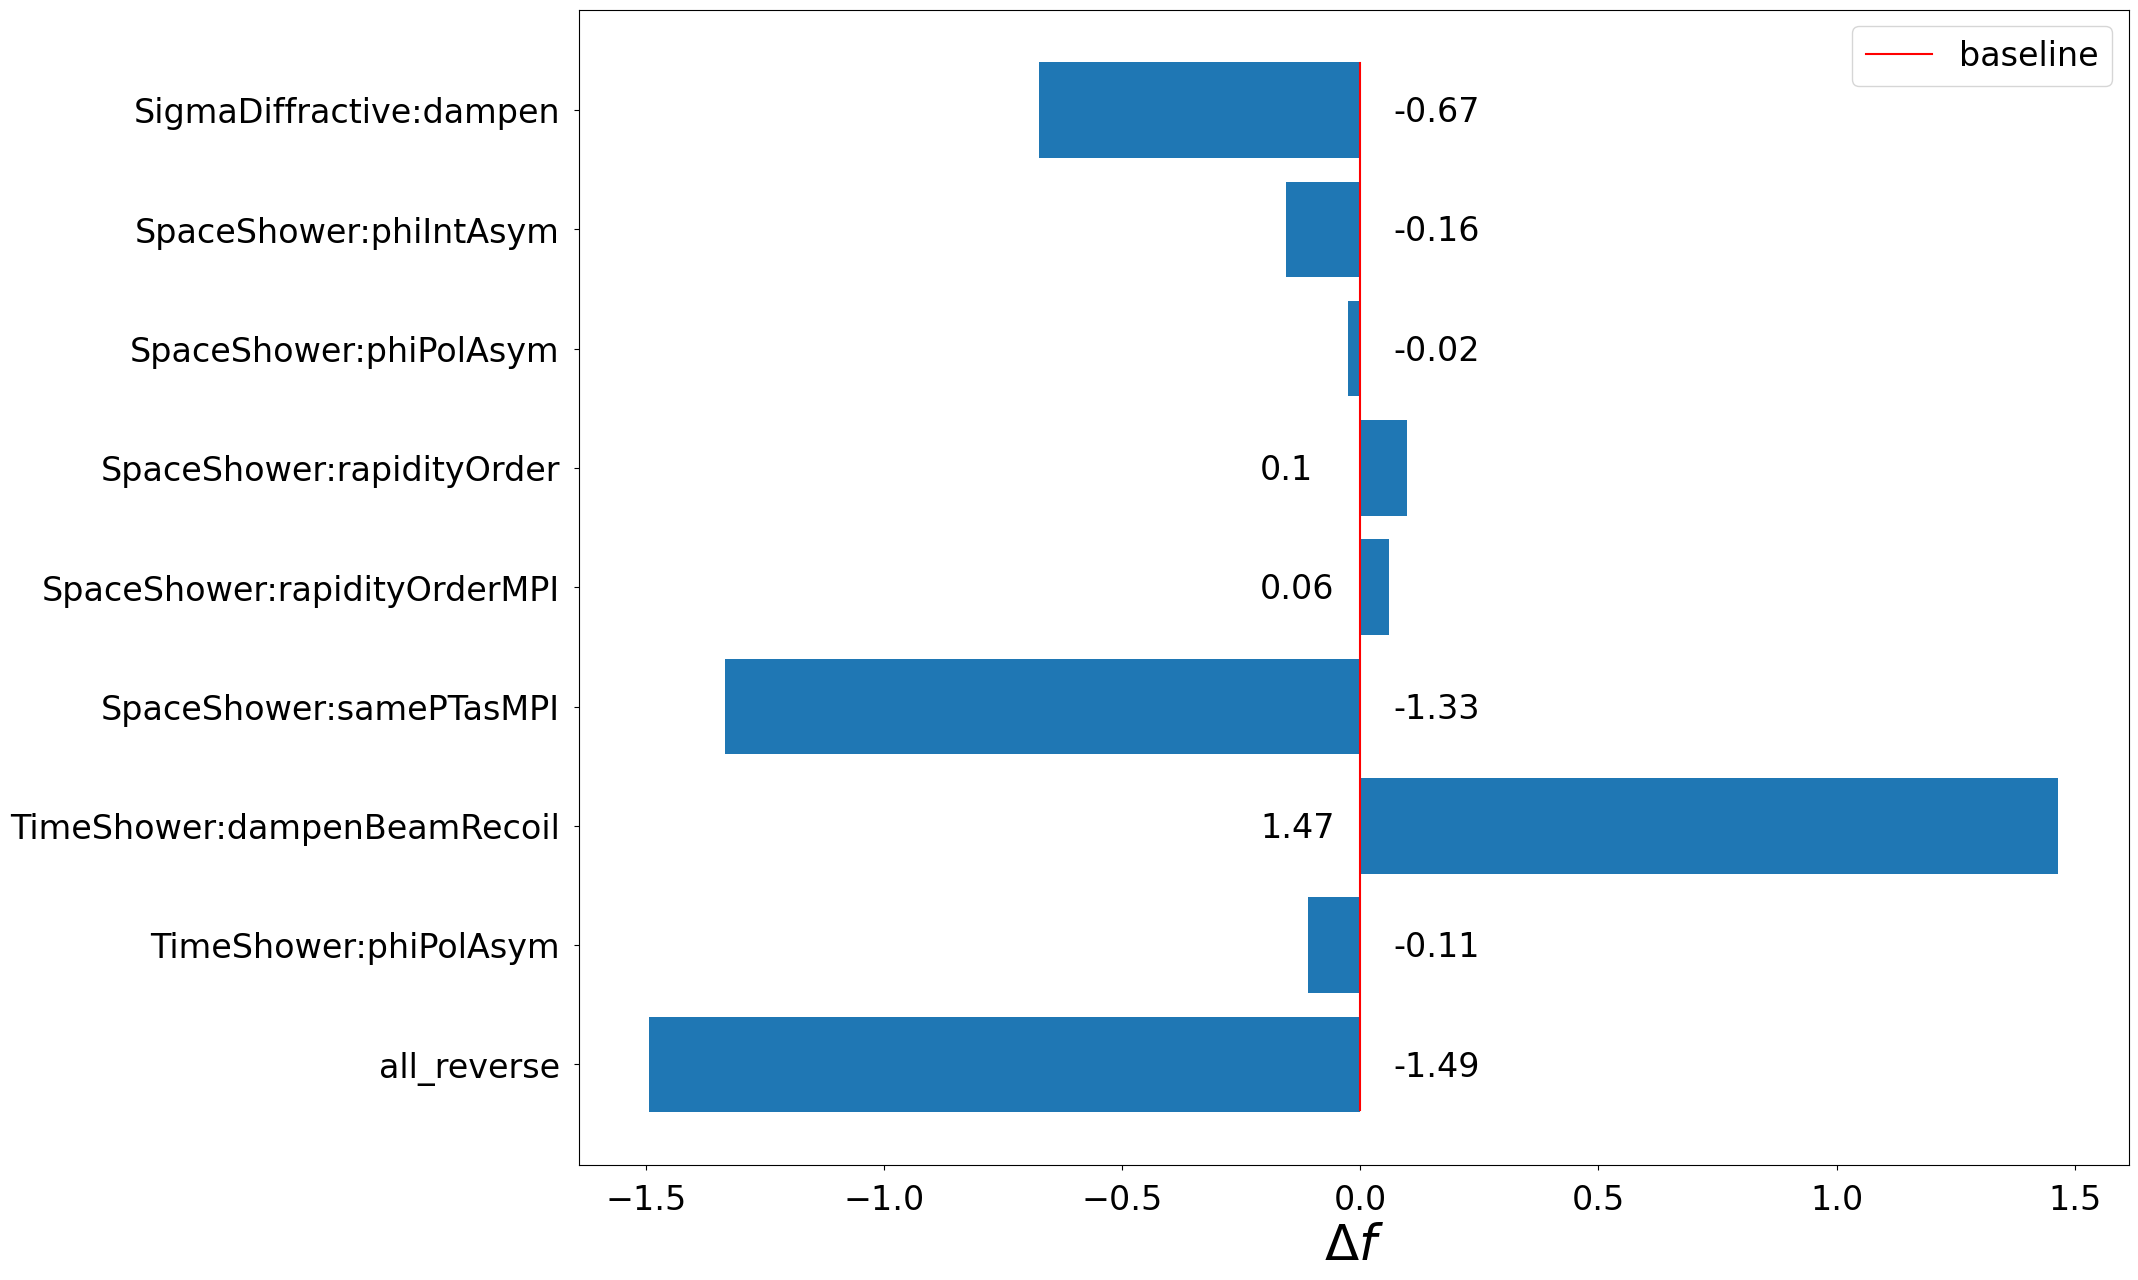 baseline
SigmaDiffractive:dampen -0.67
SpaceShower:phiIntAsym -0.16
SpaceShower:phiPolAsym -0.02
SpaceShower:rapidityOrder 0.1
SpaceShower:rapidityOrderMPI 0.06
SpaceShower:samePTasMPI -1.33
TimeShower:dampenBeamRecoil 1.47
TimeShower:phiPolAsym -0.11
all_reverse -1.49
−1.5 −1.0 −0.5 0.0 0.5 1.0 1.5
Δf